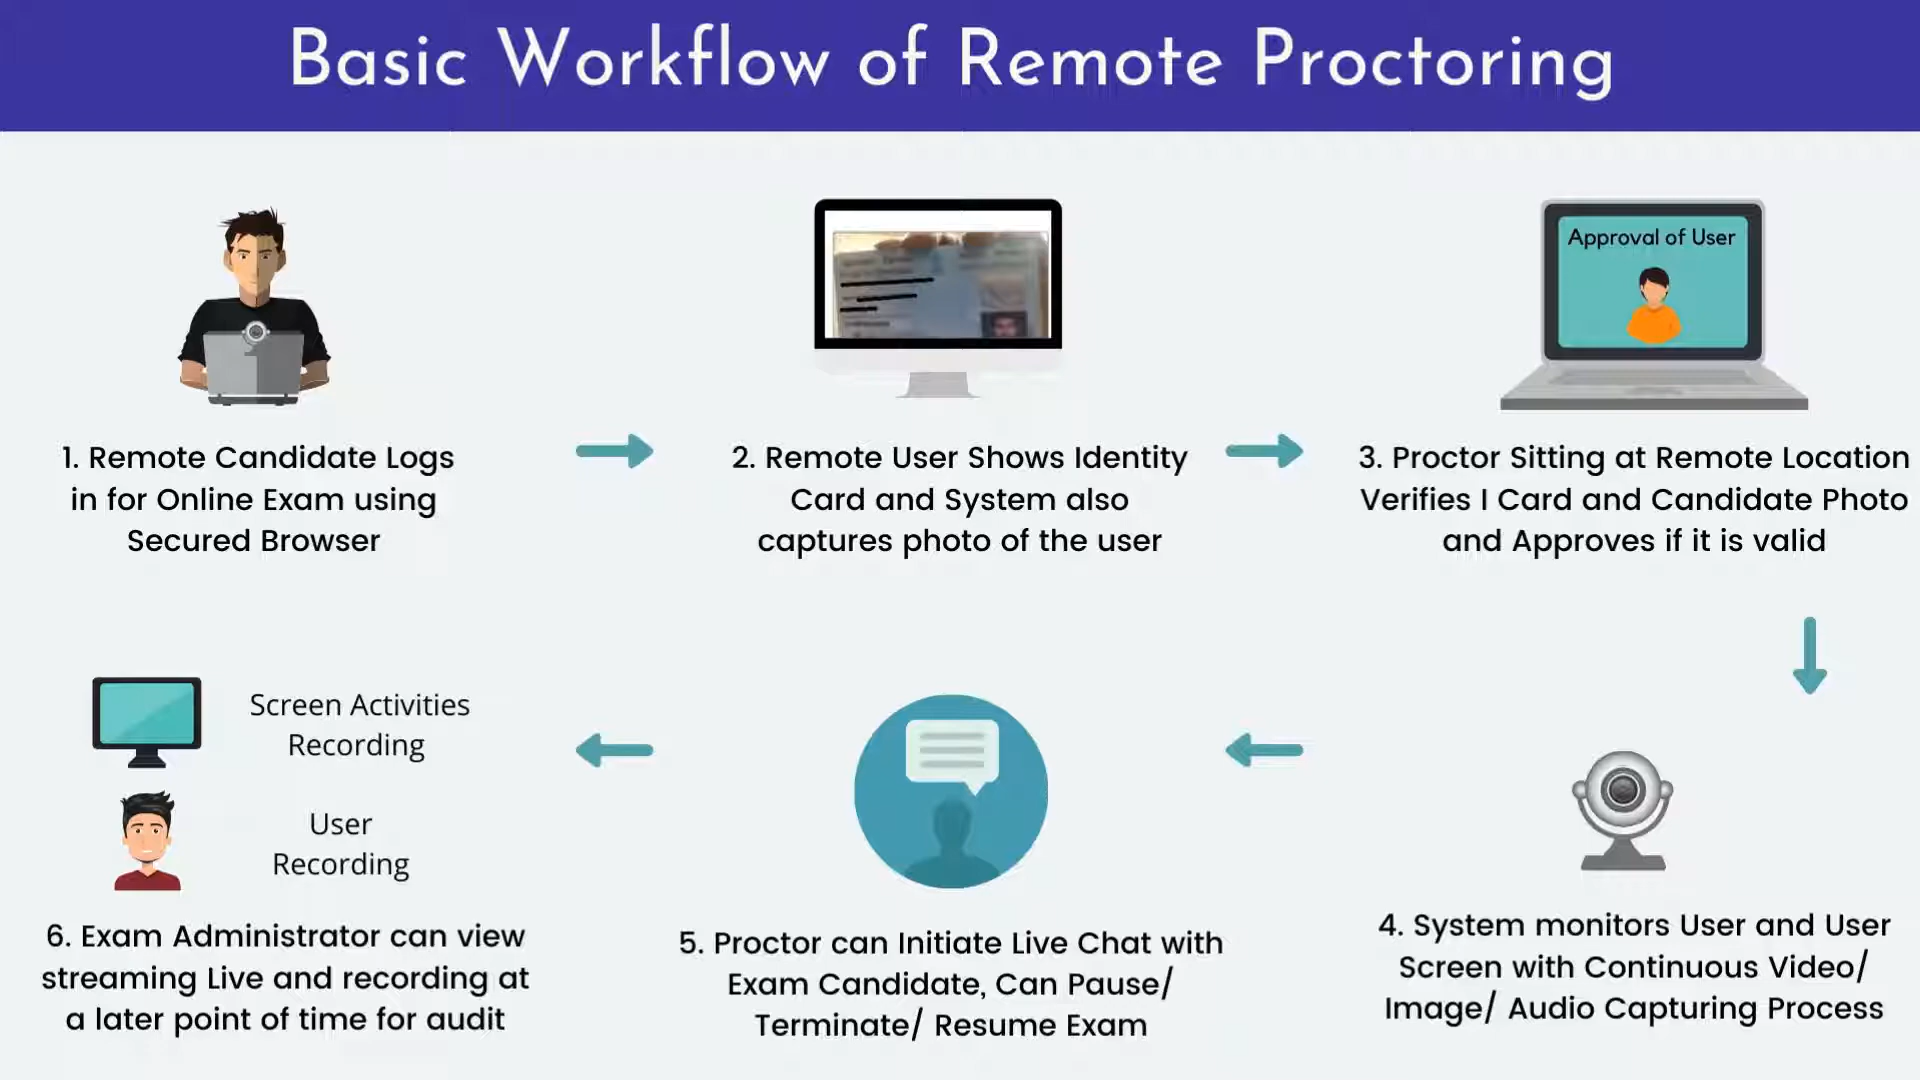 Basic Workflow of Remote Proctoring
Approval of User
1. Remote Candidate Logs
in for Online Exam using
Secured Browser
2. Remote User Shows Identity
Card and System also
captures photo of the user
3. Proctor Sitting at Remote Location
Verifies I Card and Candidate Photo
and Approves if it is valid
4. System monitors User and User
Screen with Continuous Video/
Image/ Audio Capturing Process
5. Proctor can Initiate Live Chat with
Exam Candidate, Can Pause/
Terminate/ Resume Exam
Screen Activities
Recording
User
Recording
6. Exam Administrator can view
streaming Live and recording at
a later point of time for audit